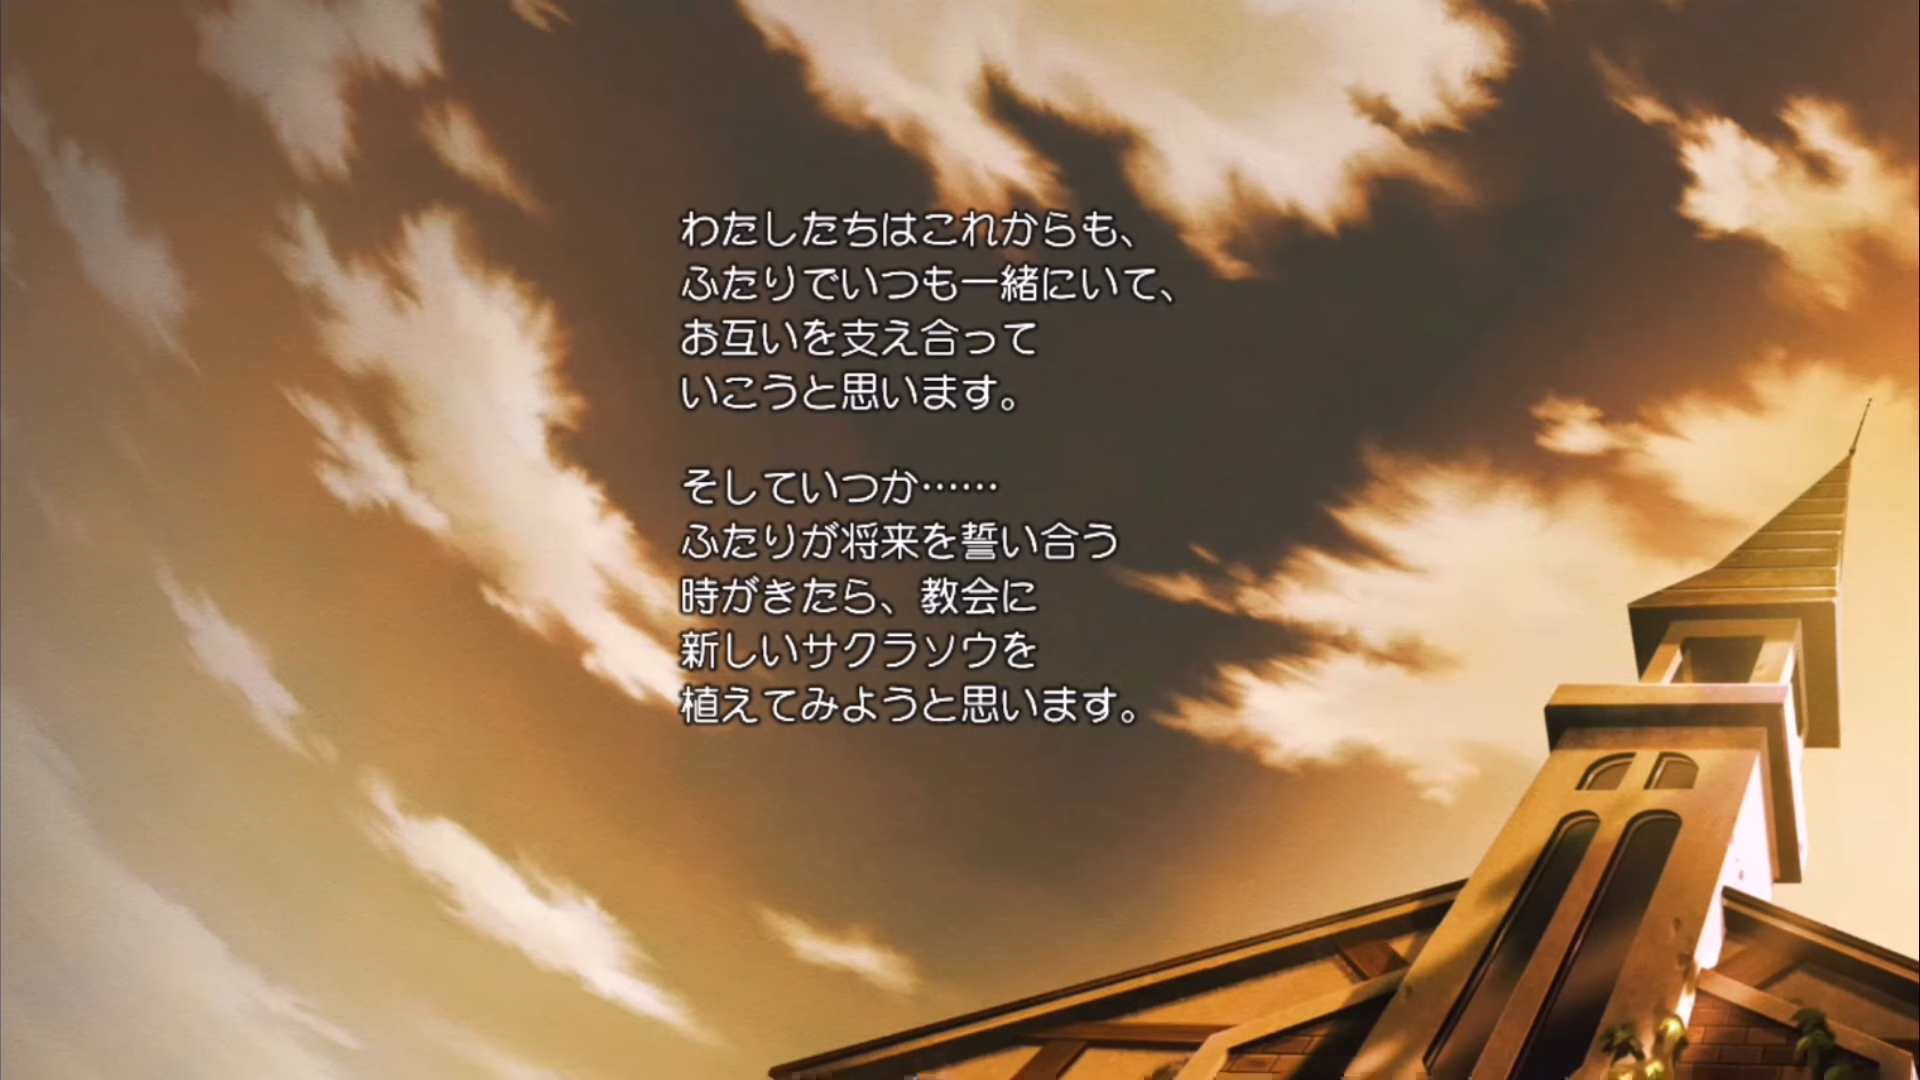 わたしたちはこれからも、
ふたりでいつも一緒にいて、
お互いを支え合って
いこうと思います。
そしていつか……
ふたりが将来を誓い合う
時がきたら、教会に
新しいサクラソウを
植えてみようと思います。